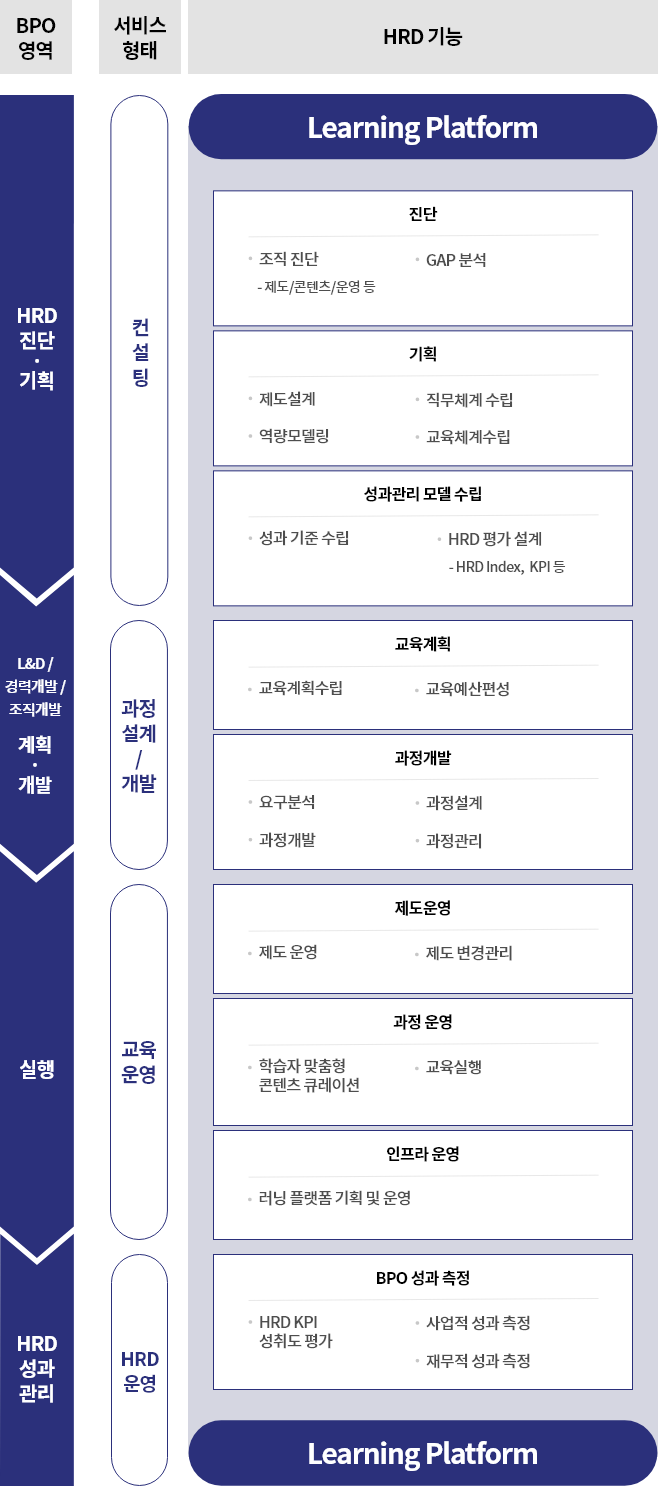 BPO
영역
서비스
형태
HRD 기능
Learning Platform
HRD
진단
·
기획
컨
설
팅
진단
· 조직 진단
- 제도/콘텐츠/운영 등
· GAP 분석
기획
· 제도설계
· 직무체계 수립
· 역량모델링
· 교육체계수립
성과관리 모델 수립
· 성과 기준 수립
· HRD 평가 설계
- HRD Index, KPI 등
L&D /
경력개발 /
조직개발
계획
·
개발
과정
설계
/
개발
교육계획
· 교육계획수립
· 교육예산편성
과정개발
· 요구분석
· 과정설계
· 과정개발
· 과정관리
실행
교육
운영
제도운영
· 제도 운영
· 제도 변경관리
과정 운영
· 학습자 맞춤형
콘텐츠 큐레이션
· 교육실행
인프라 운영
· 러닝 플랫폼 기획 및 운영
HRD
성과
관리
HRD
운영
BPO 성과 측정
· HRD KPI
성취도 평가
· 사업적 성과 측정
· 재무적 성과 측정
Learning Platform